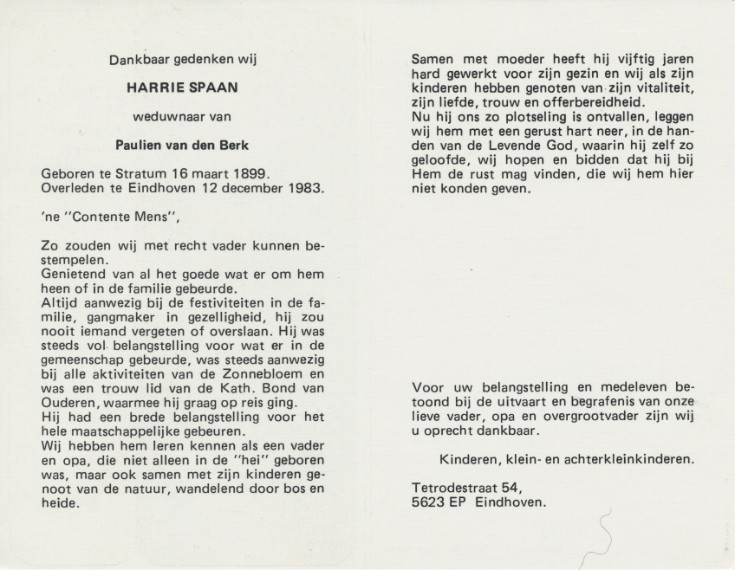 Dankbaar gedenken wij
HARRIE SPAAN
weduwnaar van
Paulien van den Berk
Geboren te Stratum 16 maart 1899.
Overleden te Eindhoven 12 december 1983.
'ne "Contente Mens",
Zo zouden wij met recht vader kunnen be-
stempelen.
Genietend van al het goede wat er om hem
heen of in de familie gebeurde.
Altijd aanwezig bij de festiviteiten in de fa-
milie, gangmaker in gezelligheid, hij zou
nooit iemand vergeten of overslaan. Hij was
steeds vol belangstelling voor wat er in de
gemeenschap gebeurde, was steeds aanwezig
bij alle aktiviteiten van de Zonnebloem en
was een trouw lid van de Kath. Bond van
Ouderen, waarmee hij graag op reis ging.
Hij had een brede belangstelling voor het
hele maatschappelijke gebeuren.
Wij hebben hem leren kennen als een vader
en opa, die niet alleen in de "hei" geboren
was, maar ook samen met zijn kinderen ge-
noot van de natuur, wandelend door bos en
heide.
Samen met moeder heeft hij vijftig jaren
hard gewerkt voor zijn gezin en wij als zijn
kinderen hebben genoten van zijn vitaliteit,
zijn liefde, trouw en offerbereidheid.
Nu hij ons zo plotseling is ontvallen, leggen
wij hem met een gerust hart neer, in de han-
den van de Levende God, waarin hij zelf zo
geloofde, wij hopen en bidden dat hij bij
Hem de rust mag vinden, die wij hem hier
niet konden geven.
Voor uw belangstelling en medeleven be-
toond bij de uitvaart en begrafenis van onze
lieve vader, opa en overgrootvader zijn wij
u oprecht dankbaar.
Kinderen, klein- en achterkleinkinderen.
Tetrodestraat 54,
5623 EP Eindhoven.